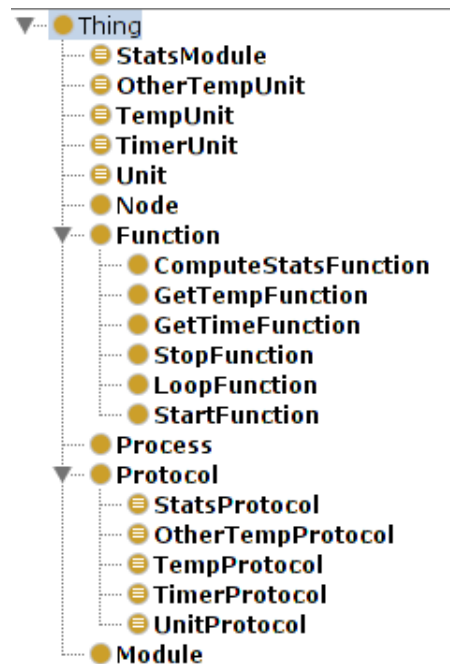 Thing
StatsModule
OtherTempUnit
TempUnit
TimerUnit
Unit
Node
Function
ComputeStatsFunction
GetTempFunction
GetTimeFunction
StopFunction
LoopFunction
StartFunction
Process
Protocol
StatsProtocol
OtherTempProtocol
TempProtocol
TimerProtocol
UnitProtocol
Module